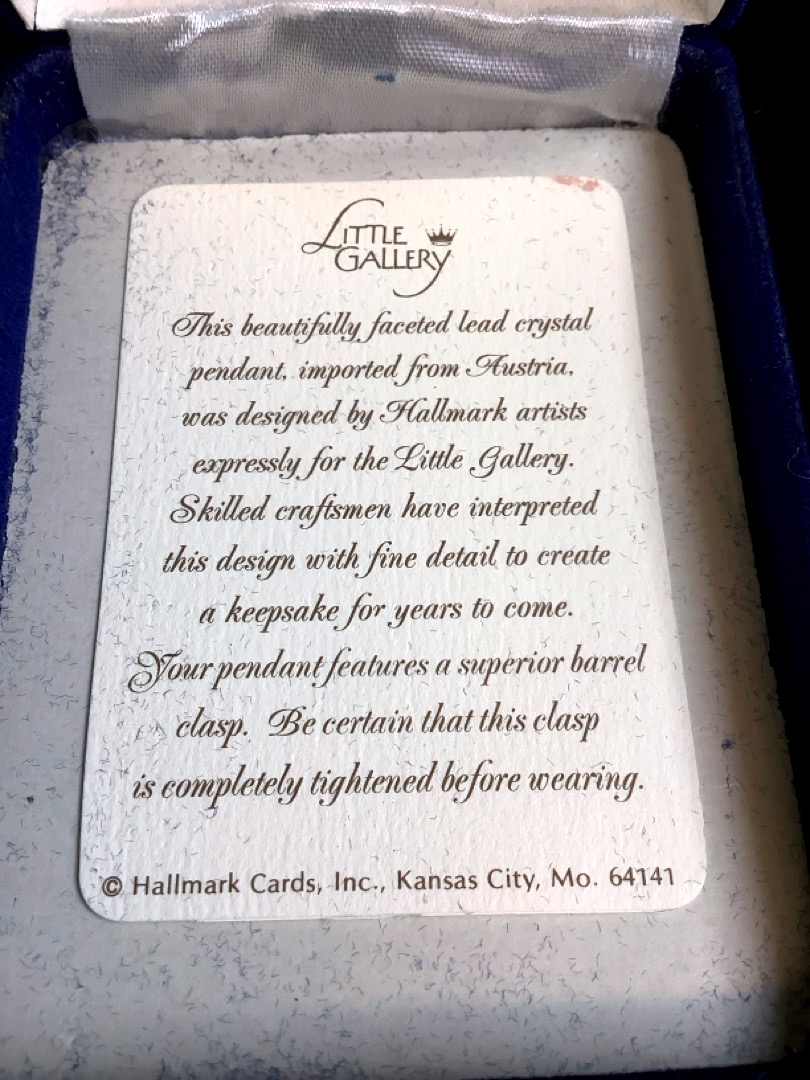 LITTLE
GALLERY
This beautifully faceted lead crystal
pendant, imported from Austria,
was designed by Hallmark artists
expressly for the Little Gallery.
Skilled craftsmen have interpreted
this design with fine detail to create
a keepsake for years to come.
Your pendant features a superior barrel
clasp. Be certain that this clasp
is completely tightened before wearing.
© Hallmark Cards, Inc., Kansas City, Mo. 64141